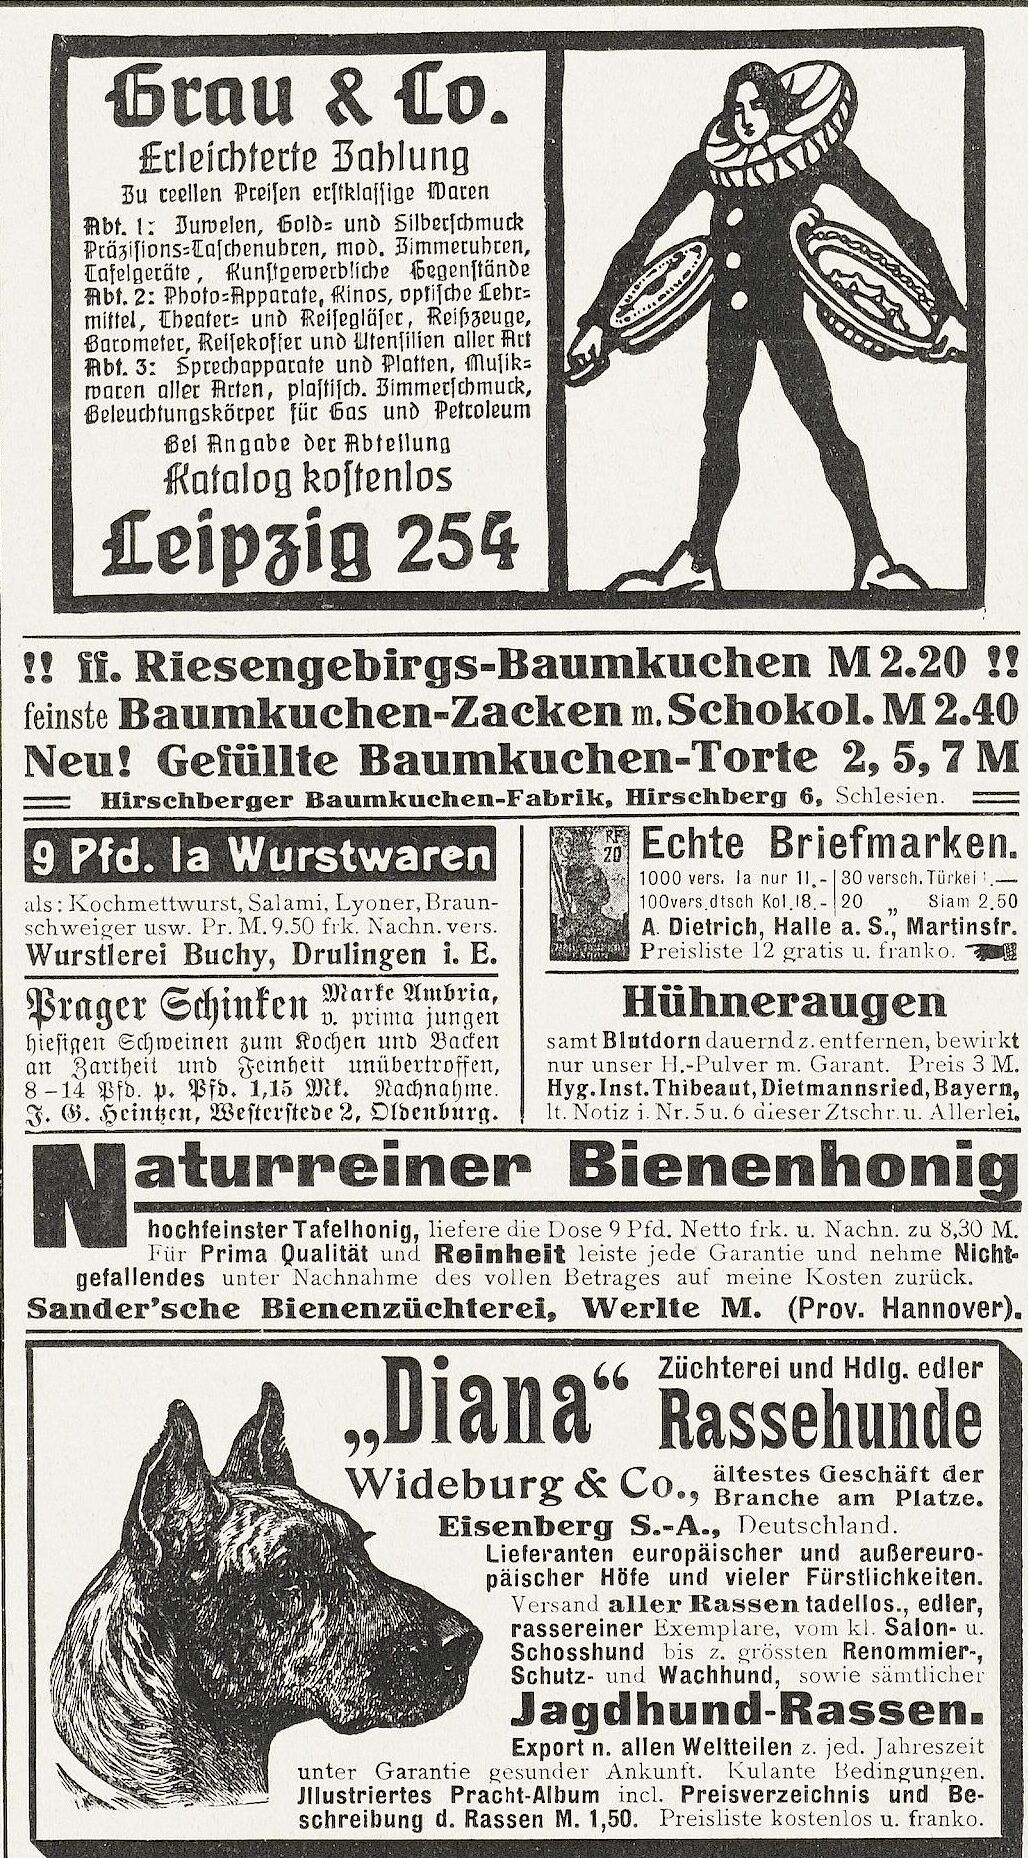 Grau & Co.
Erleichterte Zahlung
Zu reellen Preisen erstklassige Waren
Abt. 1: Juwelen, Gold= und Silberschmuck
Präzisions=Taschenuhren, mod. Zimmeruhren,
Tafelgeräte, Kunstgewerbliche Gegenstände
Abt. 2: Photo=Apparate, Kinos, optische Lehr=
mittel, Theater= und Reisegläser, Reißzeuge,
Barometer, Reisekoffer und Utensilien aller Art
Abt. 3: Sprechapparate und Platten, Musik=
waren aller Arten, plastisch. Zimmerschmuck,
Beleuchtungskörper für Gas und Petroleum
Bei Angabe der Abteilung
Katalog kostenlos
Leipzig 254
!! ff. Riesengebirgs-Baumkuchen M 2.20 !!
feinste Baumkuchen-Zacken m. Schokol. M 2.40
Neu! Gefüllte Baumkuchen-Torte 2, 5, 7 M
Hirschberger Baumkuchen-Fabrik, Hirschberg 6, Schlesien.
9 Pfd. Ia Wurstwaren
als: Kochmettwurst, Salami, Lyoner, Braun-
schweiger usw. Pr. M. 9.50 frk. Nachn. vers.
Wurstlerei Buchy, Drulingen i. E.
Prager Schinken Marke Ambria,
v. prima jungen
hiesigen Schweinen zum Kochen und Backen
an Zartheit und Feinheit unübertroffen,
8-14 Pfd. p. Pfd. 1,15 Mk. Nachnahme.
J. G. Heintzen, Westerstede 2, Oldenburg.
RF
20
Echte Briefmarken.
1000 vers. Ia nur 11.- 30 versch. Türkei
100 vers. dtsch Kol. 18.- 20 „ Siam 2.50
A. Dietrich, Halle a. S., Martinsfr.
Preisliste 12 gratis u. franko.
Hühneraugen
samt Blutdorn dauernd z. entfernen, bewirkt
nur unser H.-Pulver m. Garant. Preis 3 M.
Hyg. Inst. Thibeaut, Dietmannsried, Bayern,
lt. Notiz i. Nr. 5 u. 6 dieser Ztschr. u. Allerlei.
Naturreiner Bienenhonig
hochfeinster Tafelhonig, liefere die Dose 9 Pfd. Netto frk. u. Nachn. zu 8,30 M.
Für Prima Qualität und Reinheit leiste jede Garantie und nehme Nicht-
gefallendes unter Nachnahme des vollen Betrages auf meine Kosten zurück.
Sander'sche Bienenzüchterei, Werlte M. (Prov. Hannover).
„Diana“ Züchterei und Hdlg. edler
Rassehunde
Wideburg & Co., ältestes Geschäft der
Branche am Platze.
Eisenberg S.-A., Deutschland.
Lieferanten europäischer und außereuro-
päischer Höfe und vieler Fürstlichkeiten.
Versand aller Rassen tadellos., edler,
rassereiner Exemplare, vom kl. Salon- u.
Schosshund bis z. grössten Renommier-,
Schutz- und Wachhund, sowie sämtlicher
Jagdhund-Rassen.
Export n. allen Weltteilen z. jed. Jahreszeit
unter Garantie gesunder Ankunft. Kulante Bedingungen.
Jllustriertes Pracht-Album incl. Preisverzeichnis und Be-
schreibung d. Rassen M. 1,50. Preisliste kostenlos u. franko.